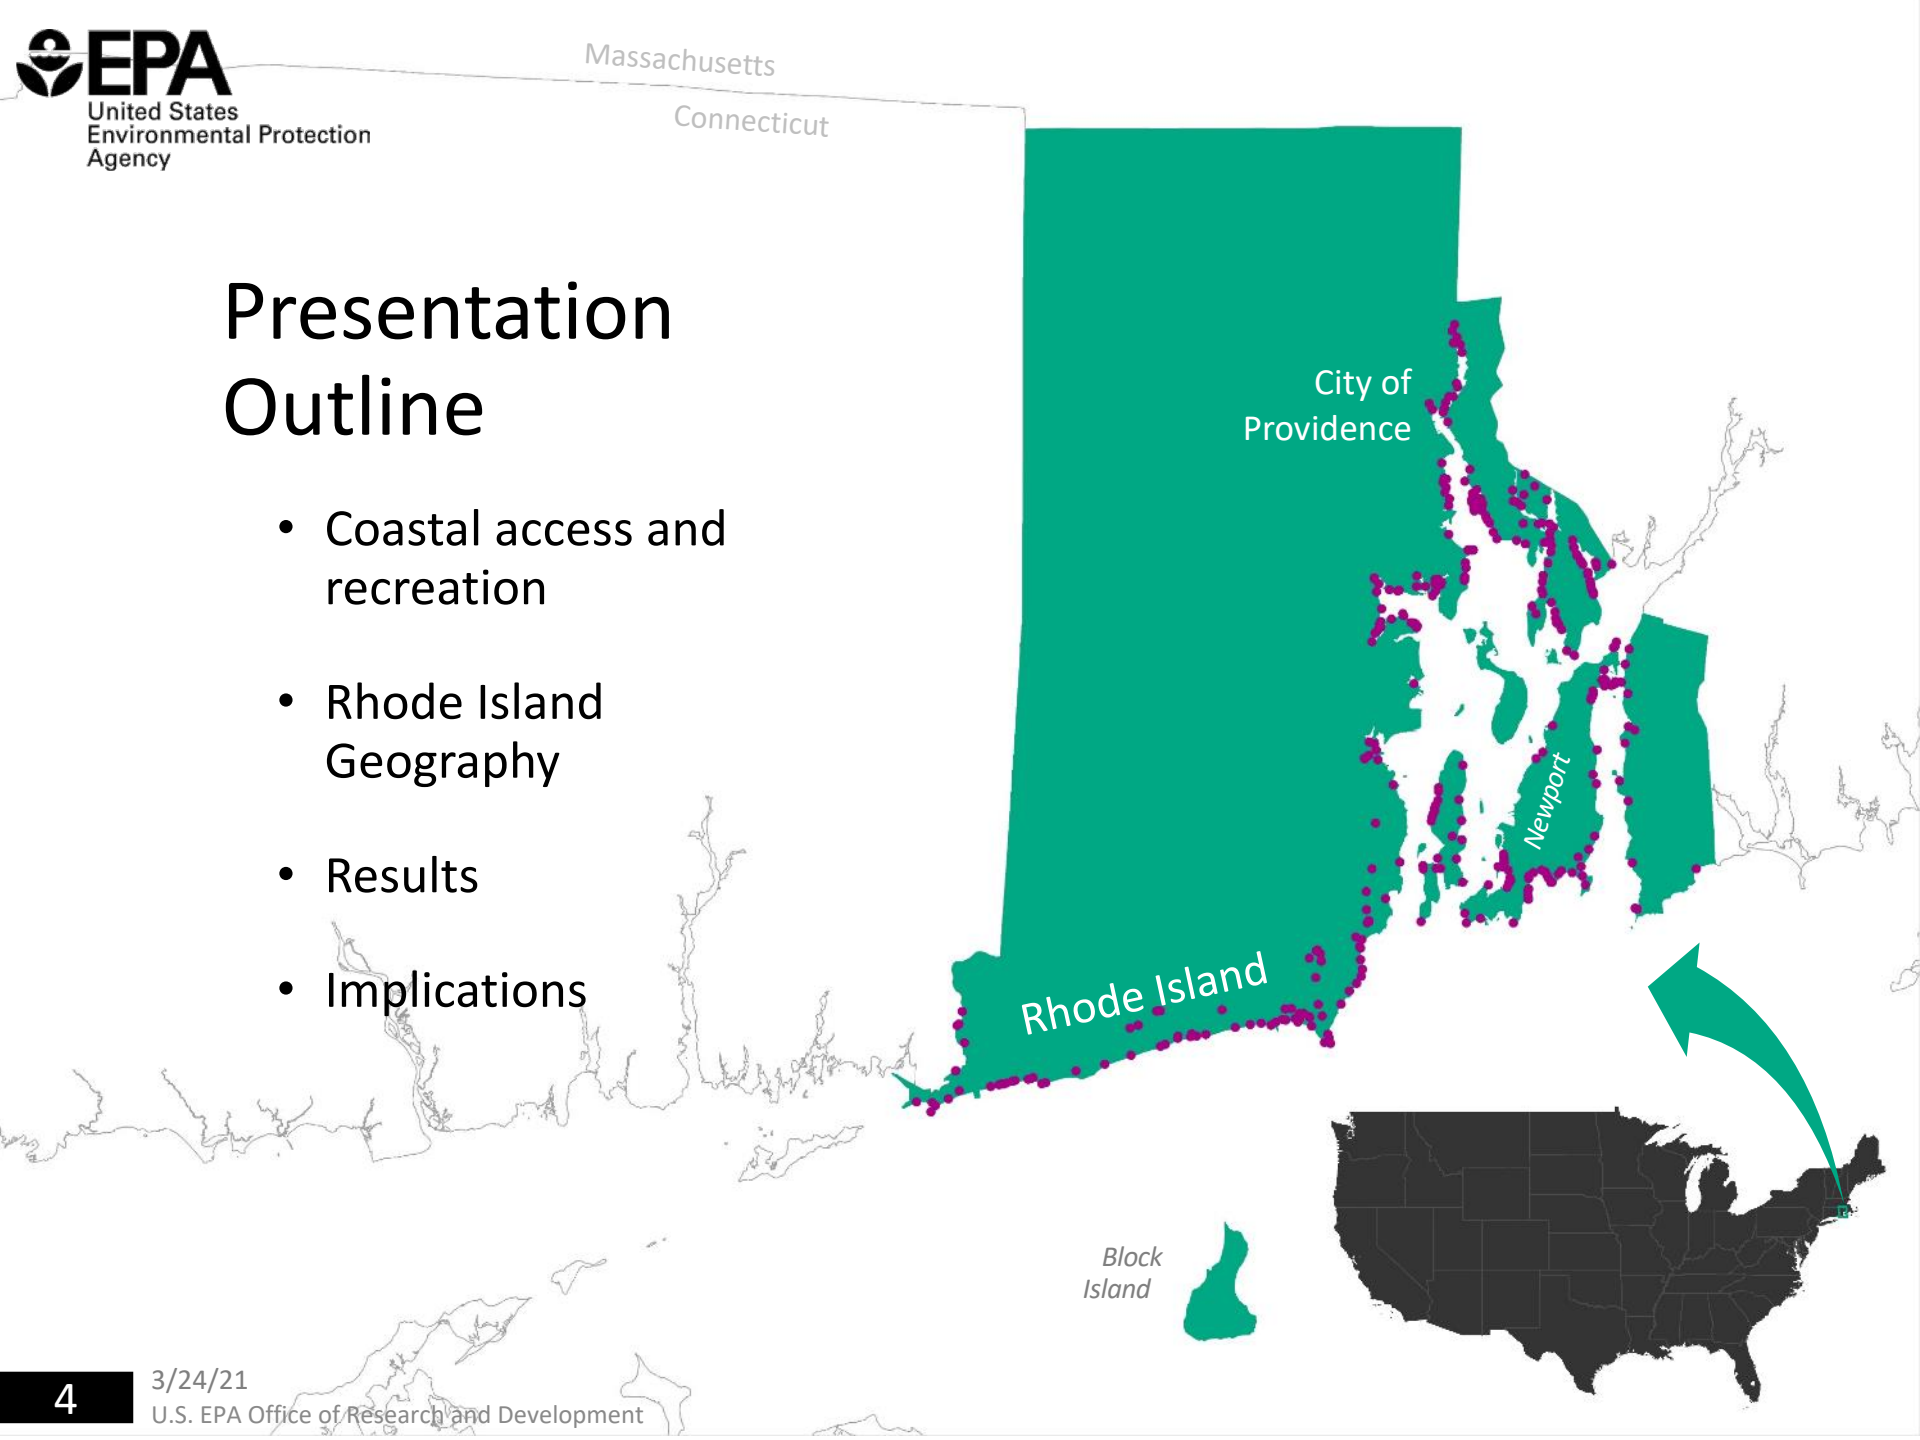 EPA
United States
Environmental Protection
Agency
Massachusetts
Connecticut
Presentation
Outline
• Coastal access and
recreation
• Rhode Island
Geography
• Results
• Implications
City of
Providence
Newport
Rhode Island
Block
Island
4
3/24/21
U.S. EPA Office of Research and Development